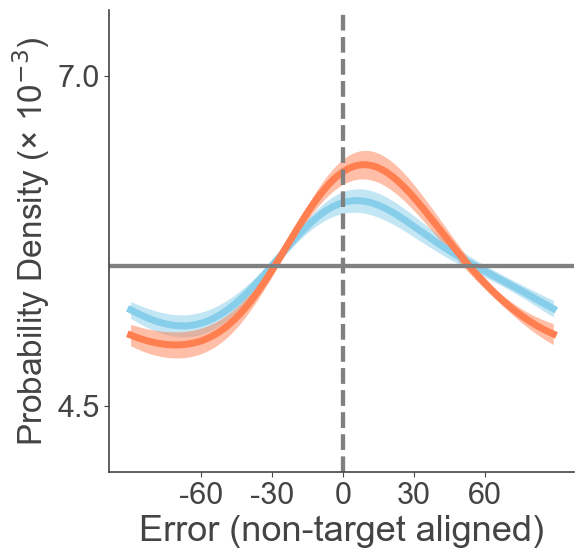 Probability Density (× 10⁻³)
7.0
4.5
-60 -30 0 30 60
Error (non-target aligned)